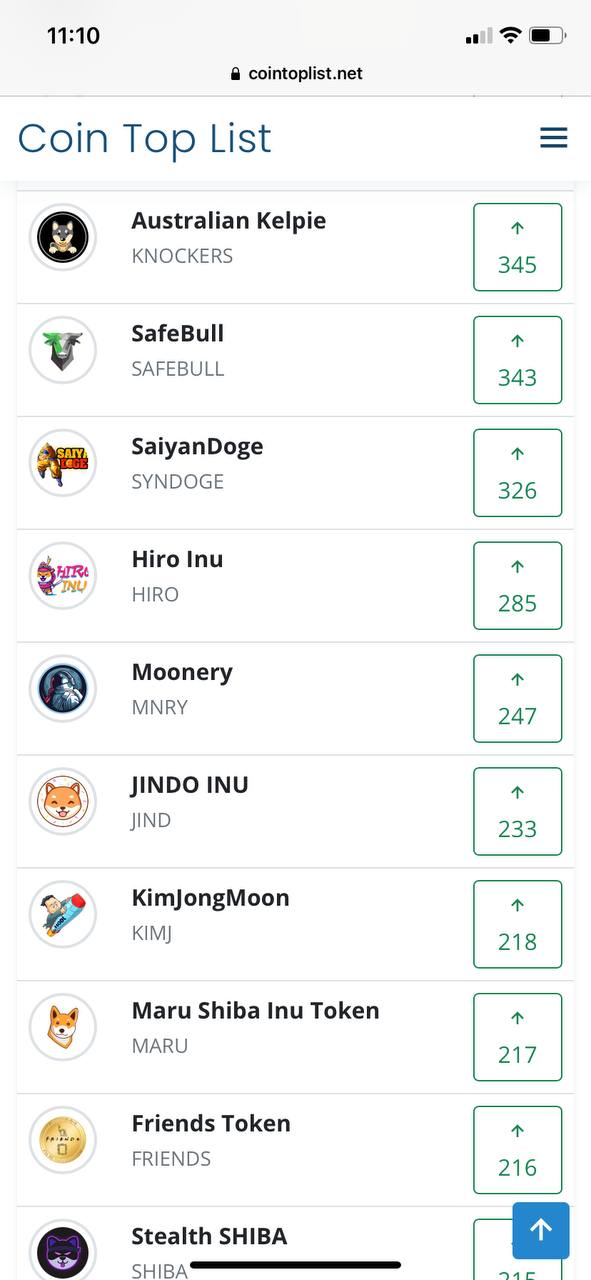 11:10
cointoplist.net
Coin Top List
Australian Kelpie
KNOCKERS
345
SafeBull
SAFEBULL
343
SaiyanDoge
SYNDOGE
326
Hiro Inu
HIRO
285
Moonery
MNRY
247
JINDO INU
JIND
233
KimJongMoon
KIMJ
218
Maru Shiba Inu Token
MARU
217
Friends Token
FRIENDS
216
Stealth SHIBA
SHIBA
215